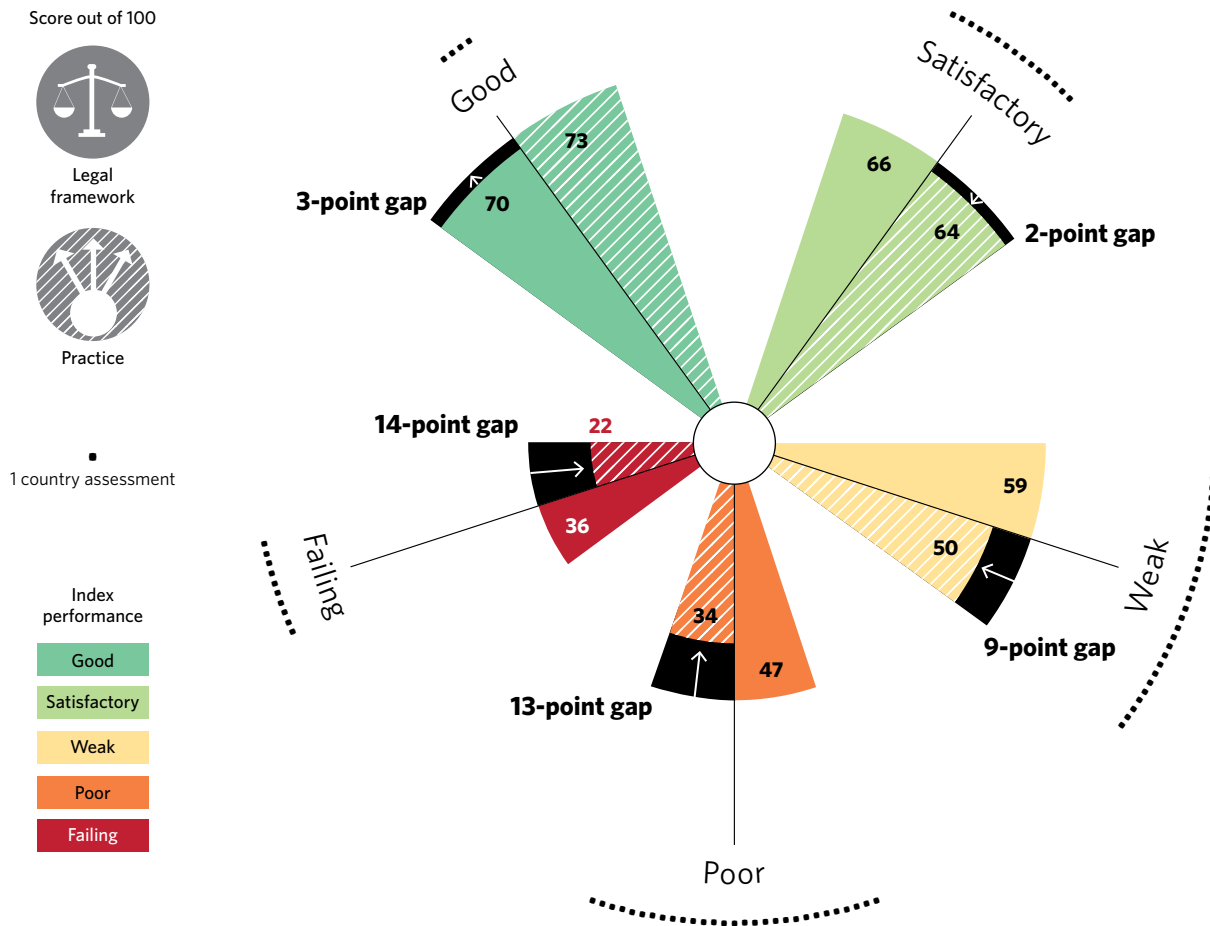 Score out of 100
Legal
framework
Practice
1 country assessment
Index
performance
Good
Satisfactory
Weak
Poor
Failing
Good
73
70
3-point gap
Satisfactory
66
64
2-point gap
59
50
Weak
9-point gap
34
47
13-point gap
Poor
14-point gap
22
36
Failing